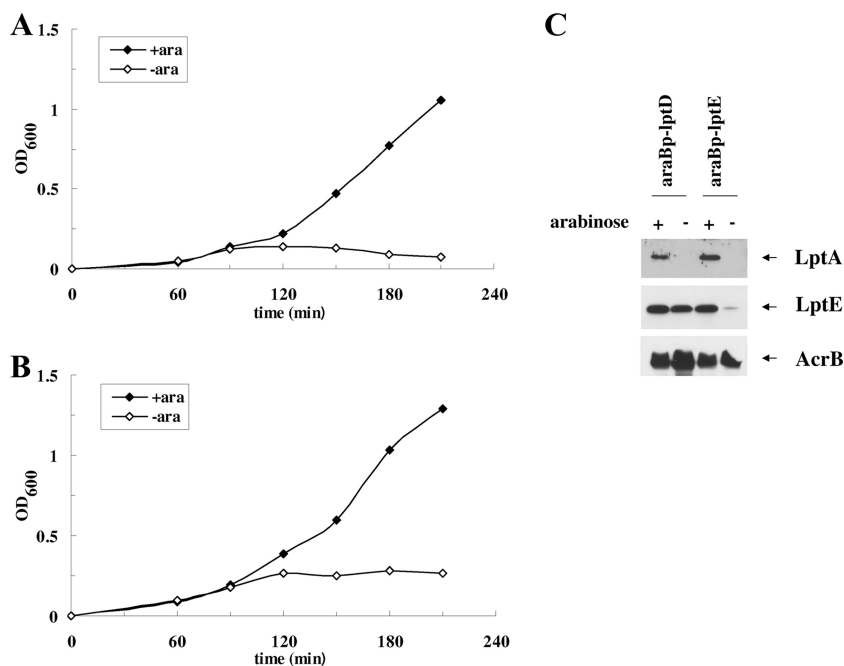 A
+ara
-ara
1.5
1
0.5
0
OD600
0
60
120
180
240
time (min)
B
+ara
-ara
1.5
1
0.5
0
OD600
0
60
120
180
240
time (min)
C
araBp-lptD
araBp-lptE
arabinose + - + -
LptA
LptE
AcrB